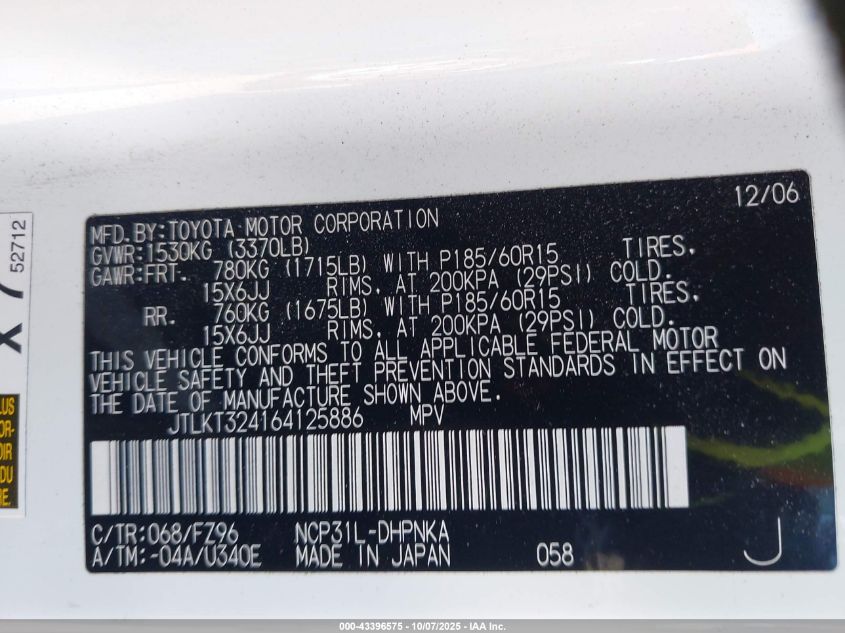 12/06
MFD. BY: TOYOTA MOTOR CORPORATION
GVWR: 1530KG (3370LB)
GAWR: FRT. 780KG (1715LB) WITH P185/60R15 TIRES.
15X6JJ RIMS. AT 200KPA (29PSI) COLD.
RR. 760KG (1675LB) WITH P185/60R15 TIRES.
15X6JJ RIMS. AT 200KPA (29PSI) COLD.
THIS VEHICLE CONFORMS TO ALL APPLICABLE FEDERAL MOTOR
VEHICLE SAFETY AND THEFT PREVENTION STANDARDS IN EFFECT ON
THE DATE OF MANUFACTURE SHOWN ABOVE.
JTLKT324164125886 MPV
C/TR: 068/FZ96 NCP31L-DHPNKA
A/TM: -04A/U340E MADE IN JAPAN 058 J
X 7
52712
000-43396575 | 10/07/2025 - IAA Inc.